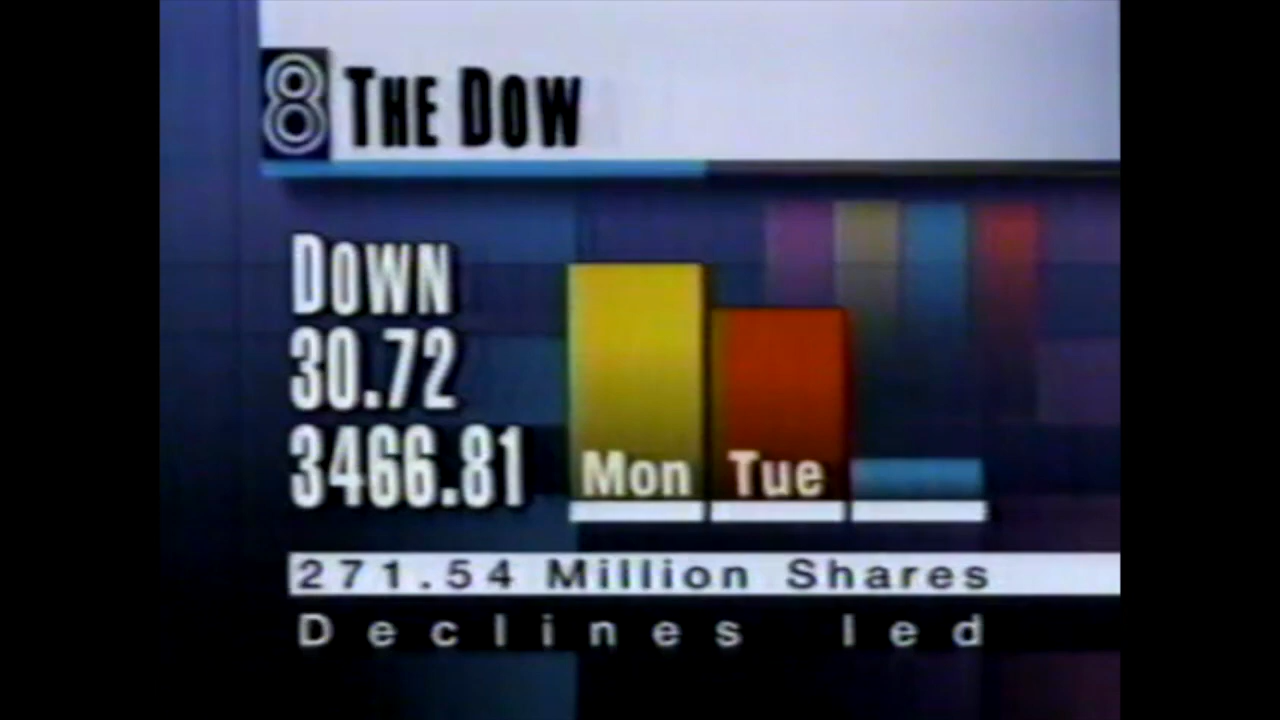 8 THE DOW
DOWN
30.72
3466.81
Mon Tue
271.54 Million Shares
Declines led